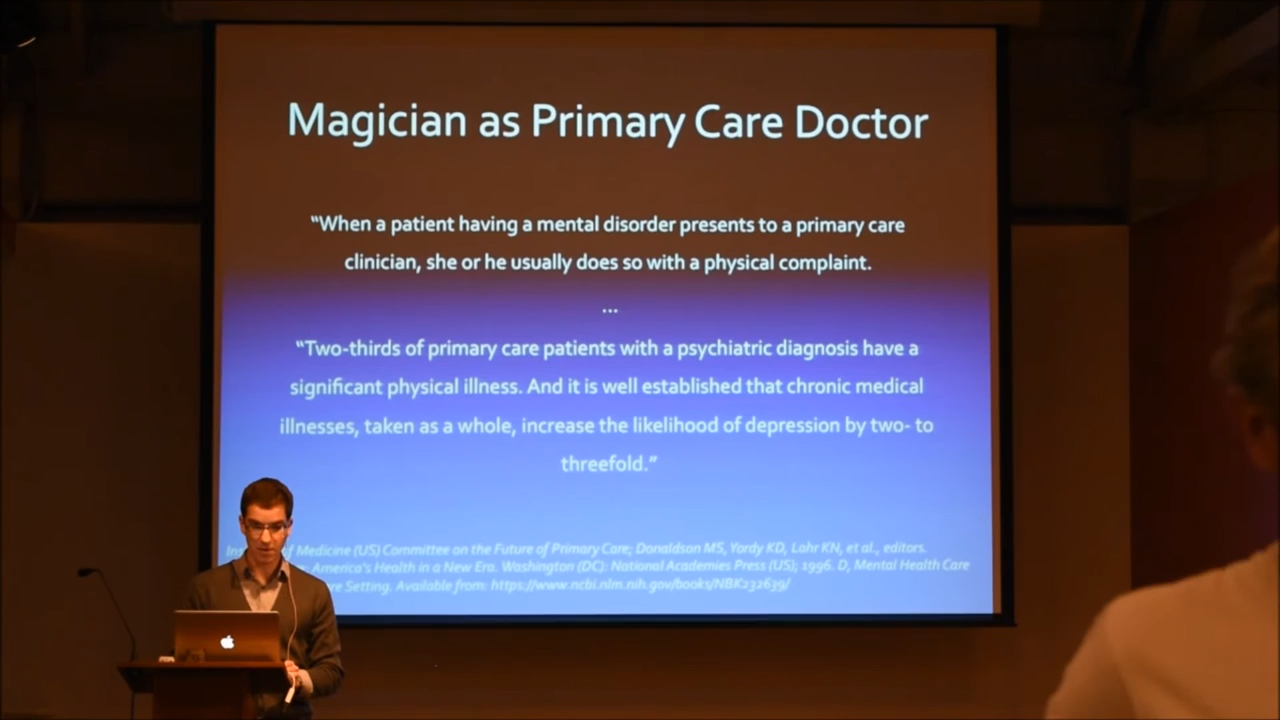 Magician as Primary Care Doctor
“When a patient having a mental disorder presents to a primary care
clinician, she or he usually does so with a physical complaint.
...
“Two-thirds of primary care patients with a psychiatric diagnosis have a
significant physical illness. And it is well established that chronic medical
illnesses, taken as a whole, increase the likelihood of depression by two- to
threefold.”
Medicine (US) Committee on the Future of Primary Care; Donaldson MS, Yordy KD, Lohr KN, et al., editors.
America's Health in a New Era. Washington (DC): National Academies Press (US); 1996. D, Mental Health Care
Setting. Available from: https://www.ncbi.nlm.nih.gov/books/NBK232639/